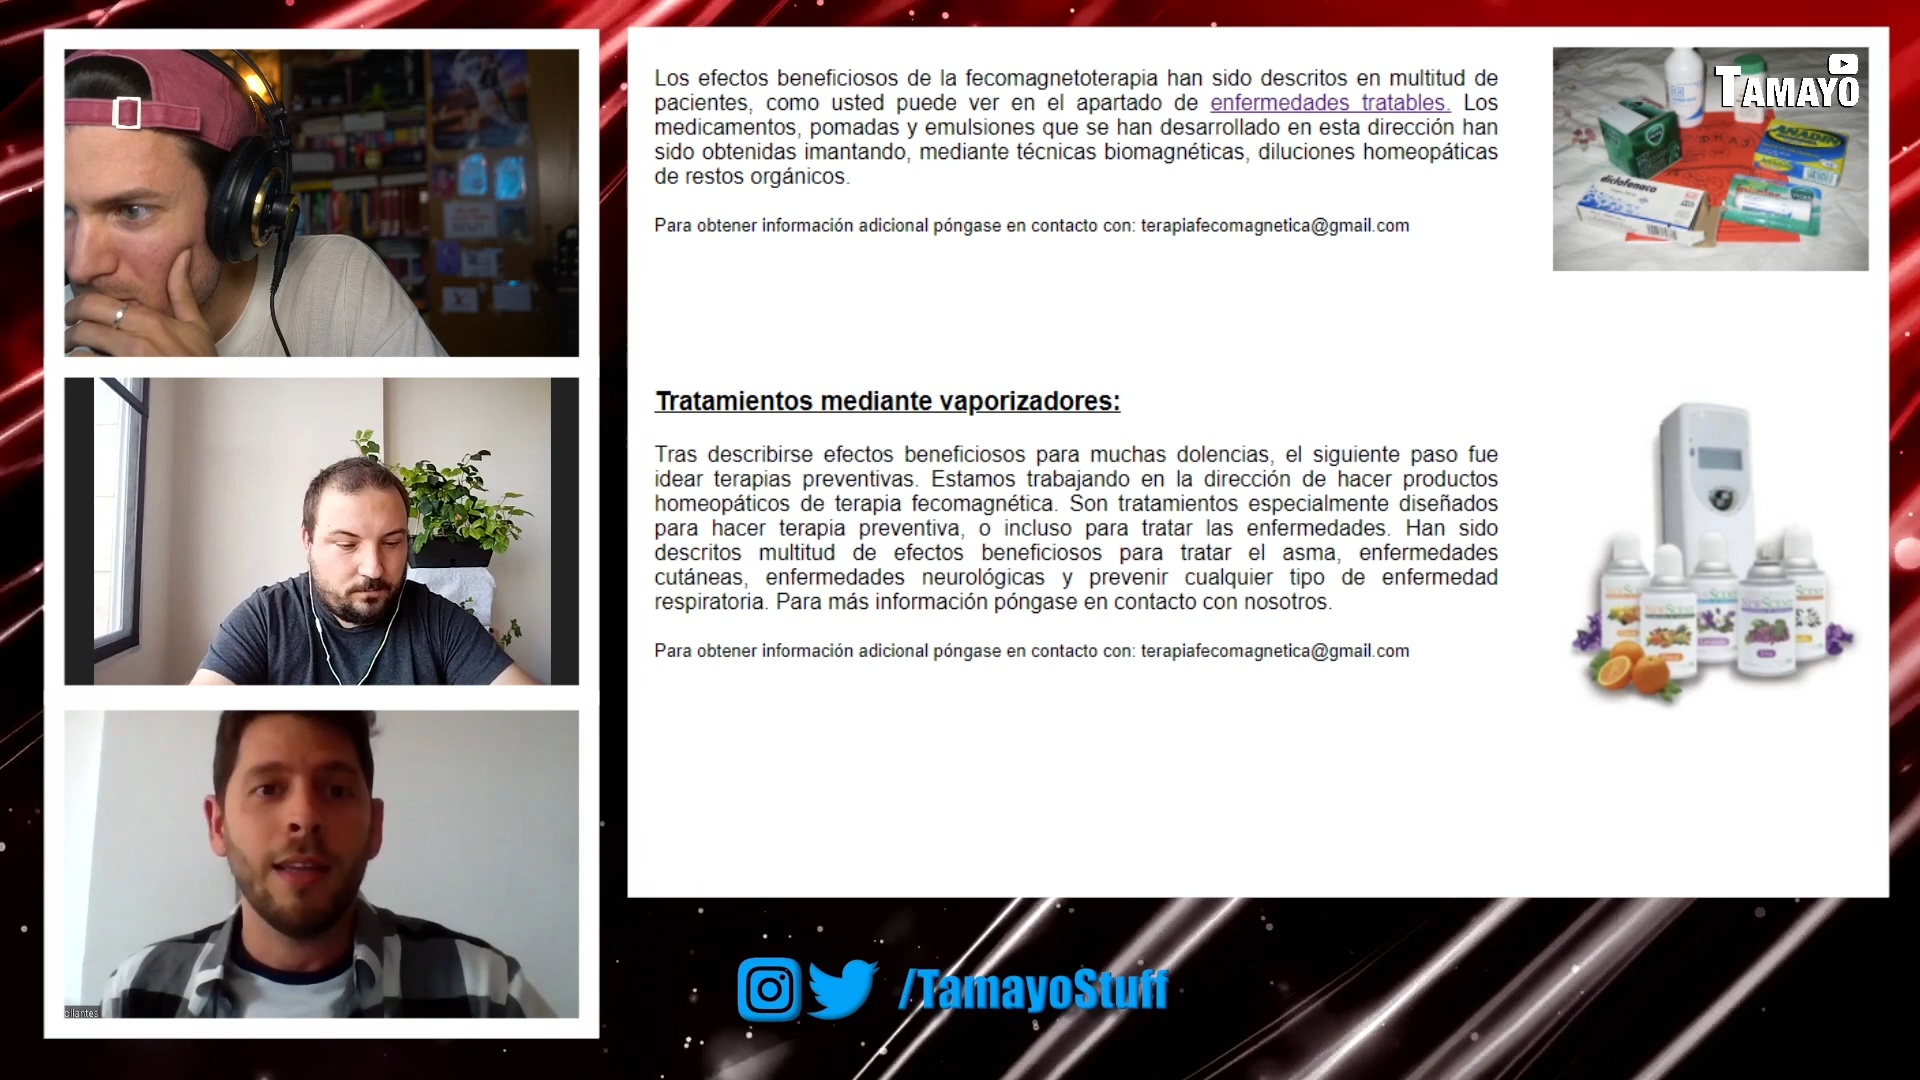 Los efectos beneficiosos de la fecomagnetoterapia han sido descritos en multitud de
pacientes, como usted puede ver en el apartado de enfermedades tratables. Los
medicamentos, pomadas y emulsiones que se han desarrollado en esta dirección han
sido obtenidas imantando, mediante técnicas biomagnéticas, diluciones homeopáticas
de restos orgánicos.
Para obtener información adicional póngase en contacto con: terapiafecomagnetica@gmail.com
TAMAYO
diclofenaco
Tratamientos mediante vaporizadores:
Tras describirse efectos beneficiosos para muchas dolencias, el siguiente paso fue
idear terapias preventivas. Estamos trabajando en la dirección de hacer productos
homeopáticos de terapia fecomagnética. Son tratamientos especialmente diseñados
para hacer terapia preventiva, o incluso para tratar las enfermedades. Han sido
descritos multitud de efectos beneficiosos para tratar el asma, enfermedades
cutáneas, enfermedades neurológicas y prevenir cualquier tipo de enfermedad
respiratoria. Para más información póngase en contacto con nosotros.
Para obtener información adicional póngase en contacto con: terapiafecomagnetica@gmail.com
ollantes
/TamayoStuff